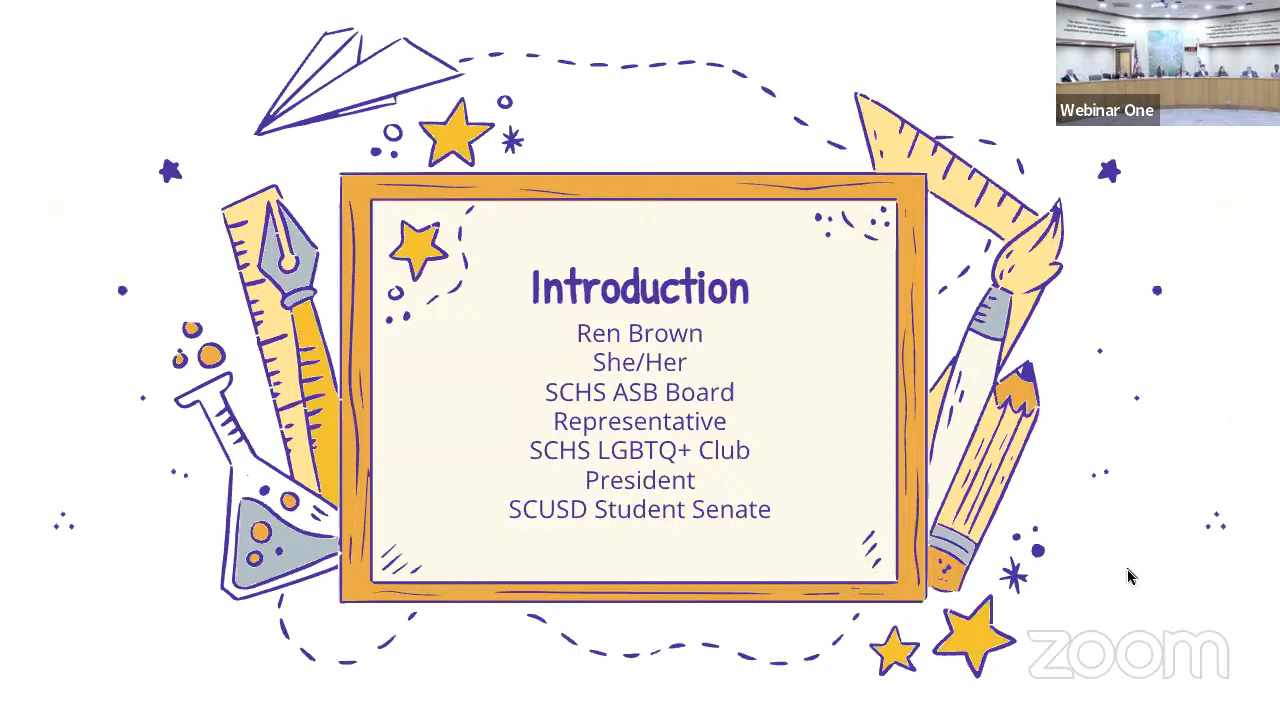 Webinar One
Introduction
Ren Brown
She/Her
SCHS ASB Board
Representative
SCHS LGBTQ+ Club
President
SCUSD Student Senate
zoom